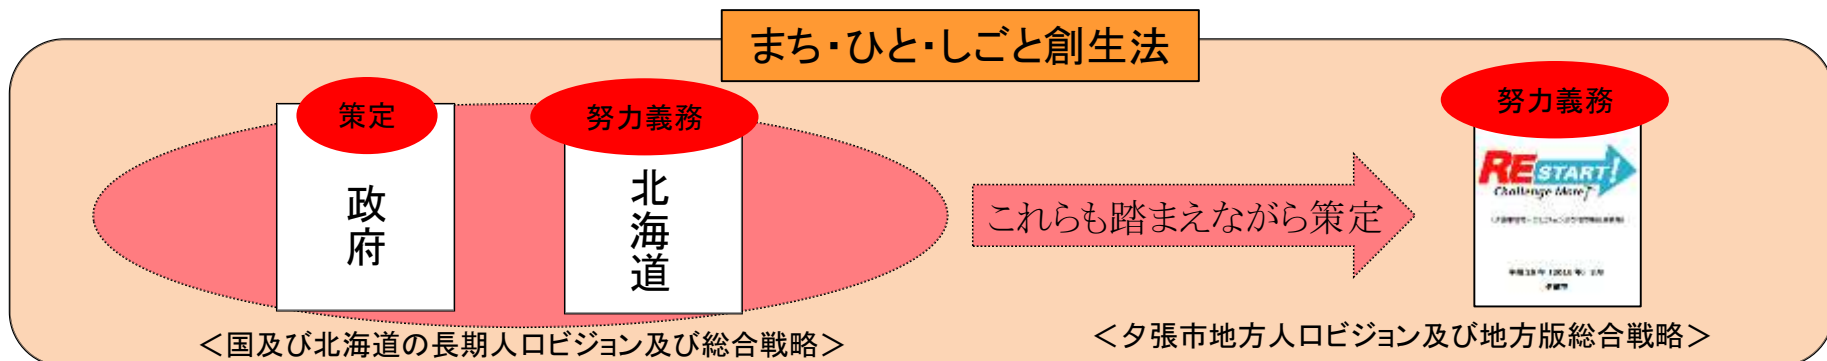 まち・ひと・しごと創生法
策定
政府
努力義務
北海道
<国及び北海道の長期人口ビジョン及び総合戦略>
これらも踏まえながら策定
努力義務
RESTART!
Challenge More
<夕張市地方人口ビジョン及び地方版総合戦略>